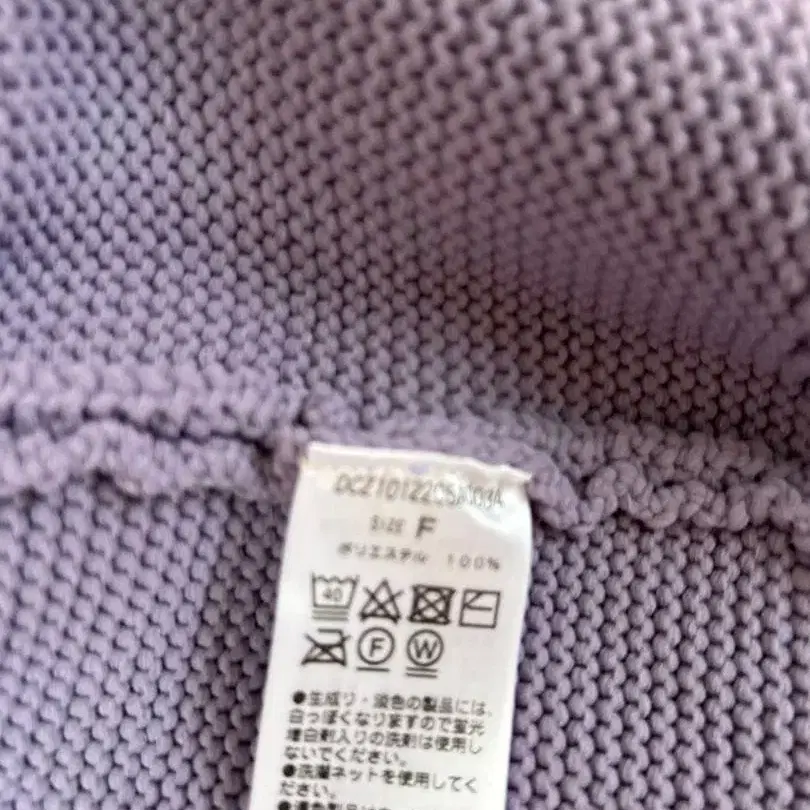 SIZE F
ポリエステル 100%
40
F W
●生成り・淡色の製品には、
白っぽくなりますので蛍光
増白剤入りの洗剤は使用し
ないでください。
●洗濯ネットを使用してく
ださい。